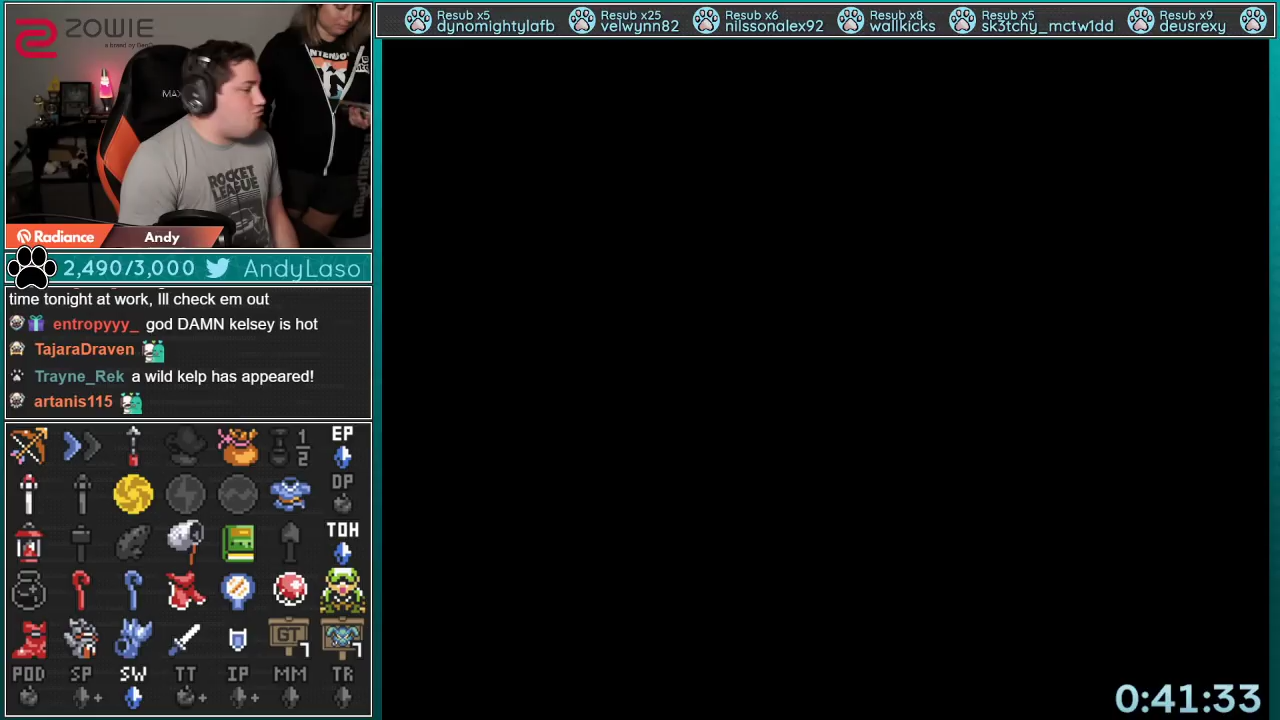 Resub x5 Resub x25 Resub x6 Resub x8 Resub x5 Resub x9
dynomightylafb velwynn82 nilssonalex92 wallkicks sk3tchy_mctw1dd deusrexy
ZOWIE
MAX
ROCKET
LEAGUE
Radiance Andy
2,490/3,000 AndyLaso
time tonight at work, Ill check em out
entropyyy_ god DAMN kelsey is hot
TajaraDraven
Trayne_Rek a wild kelp has appeared!
artanis115
1/2 EP
DP
TOH
GT 7 7
POD SP SW TT IP MM TR
+ + +
0:41:33